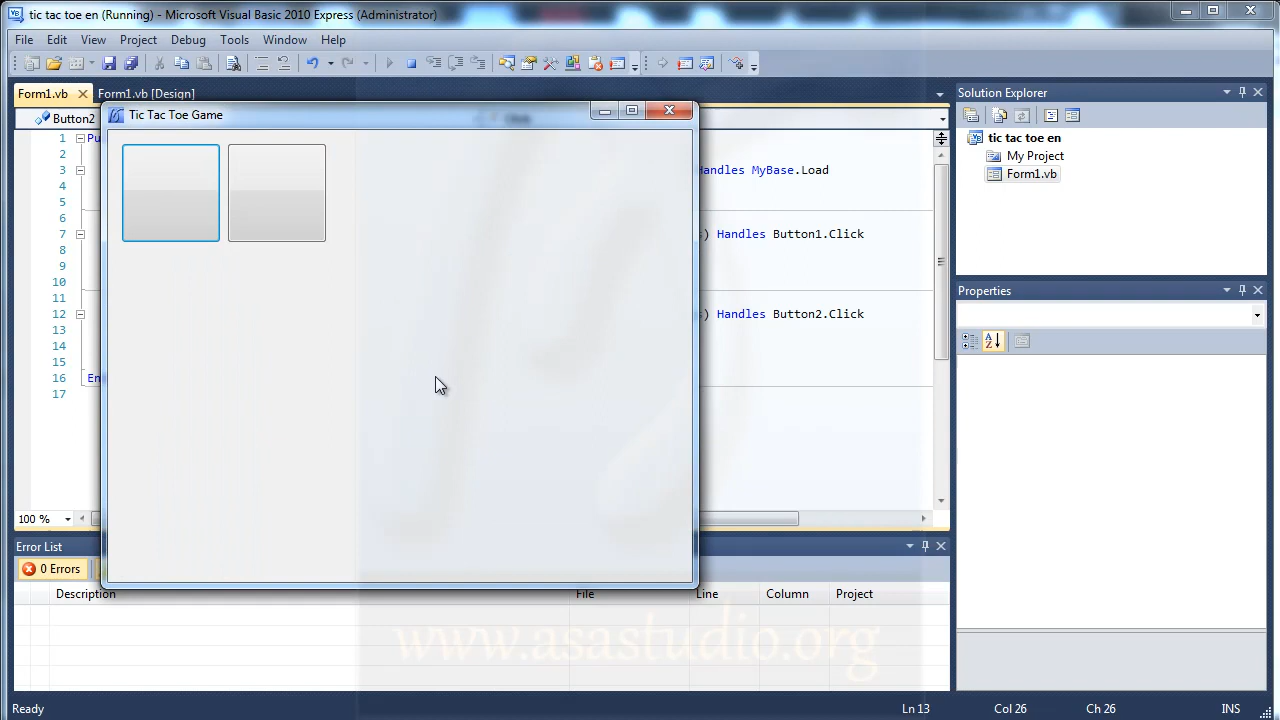 tic tac toe en (Running) - Microsoft Visual Basic 2010 Express (Administrator)
File Edit View Project Debug Tools Window Help
Form1.vb Form1.vb [Design]
Button2
Tic Tac Toe Game
Click
1 Pu
2
3 Handles MyBase.Load
4
5
6
7 ) Handles Button1.Click
8
9
10
11
12 ) Handles Button2.Click
13
14
15
16 En
17
100 %
Error List
0 Errors
Description File Line Column Project
Solution Explorer
tic tac toe en
My Project
Form1.vb
Properties
www.asastudio.org
Ready Ln 13 Col 26 Ch 26 INS